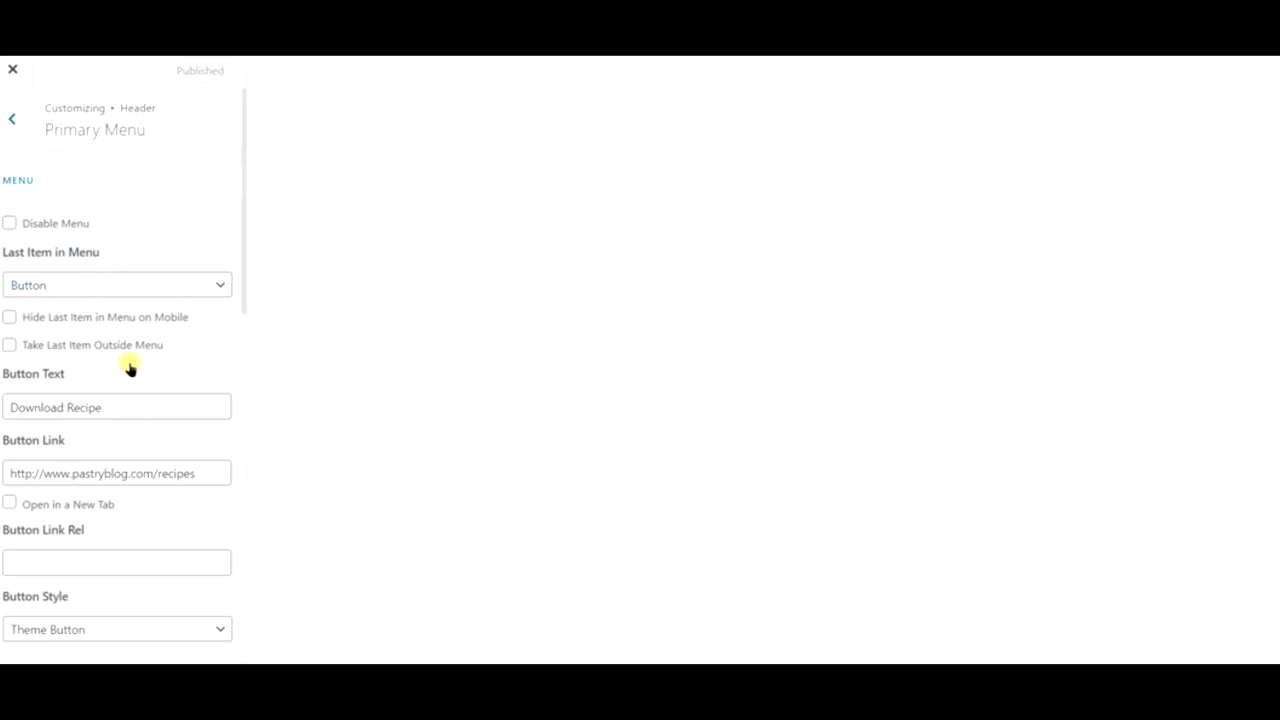 Published
Customizing • Header
Primary Menu
MENU
Disable Menu
Last Item in Menu
Button
Hide Last Item in Menu on Mobile
Take Last Item Outside Menu
Button Text
Download Recipe
Button Link
http://www.pastryblog.com/recipes
Open in a New Tab
Button Link Rel
Button Style
Theme Button